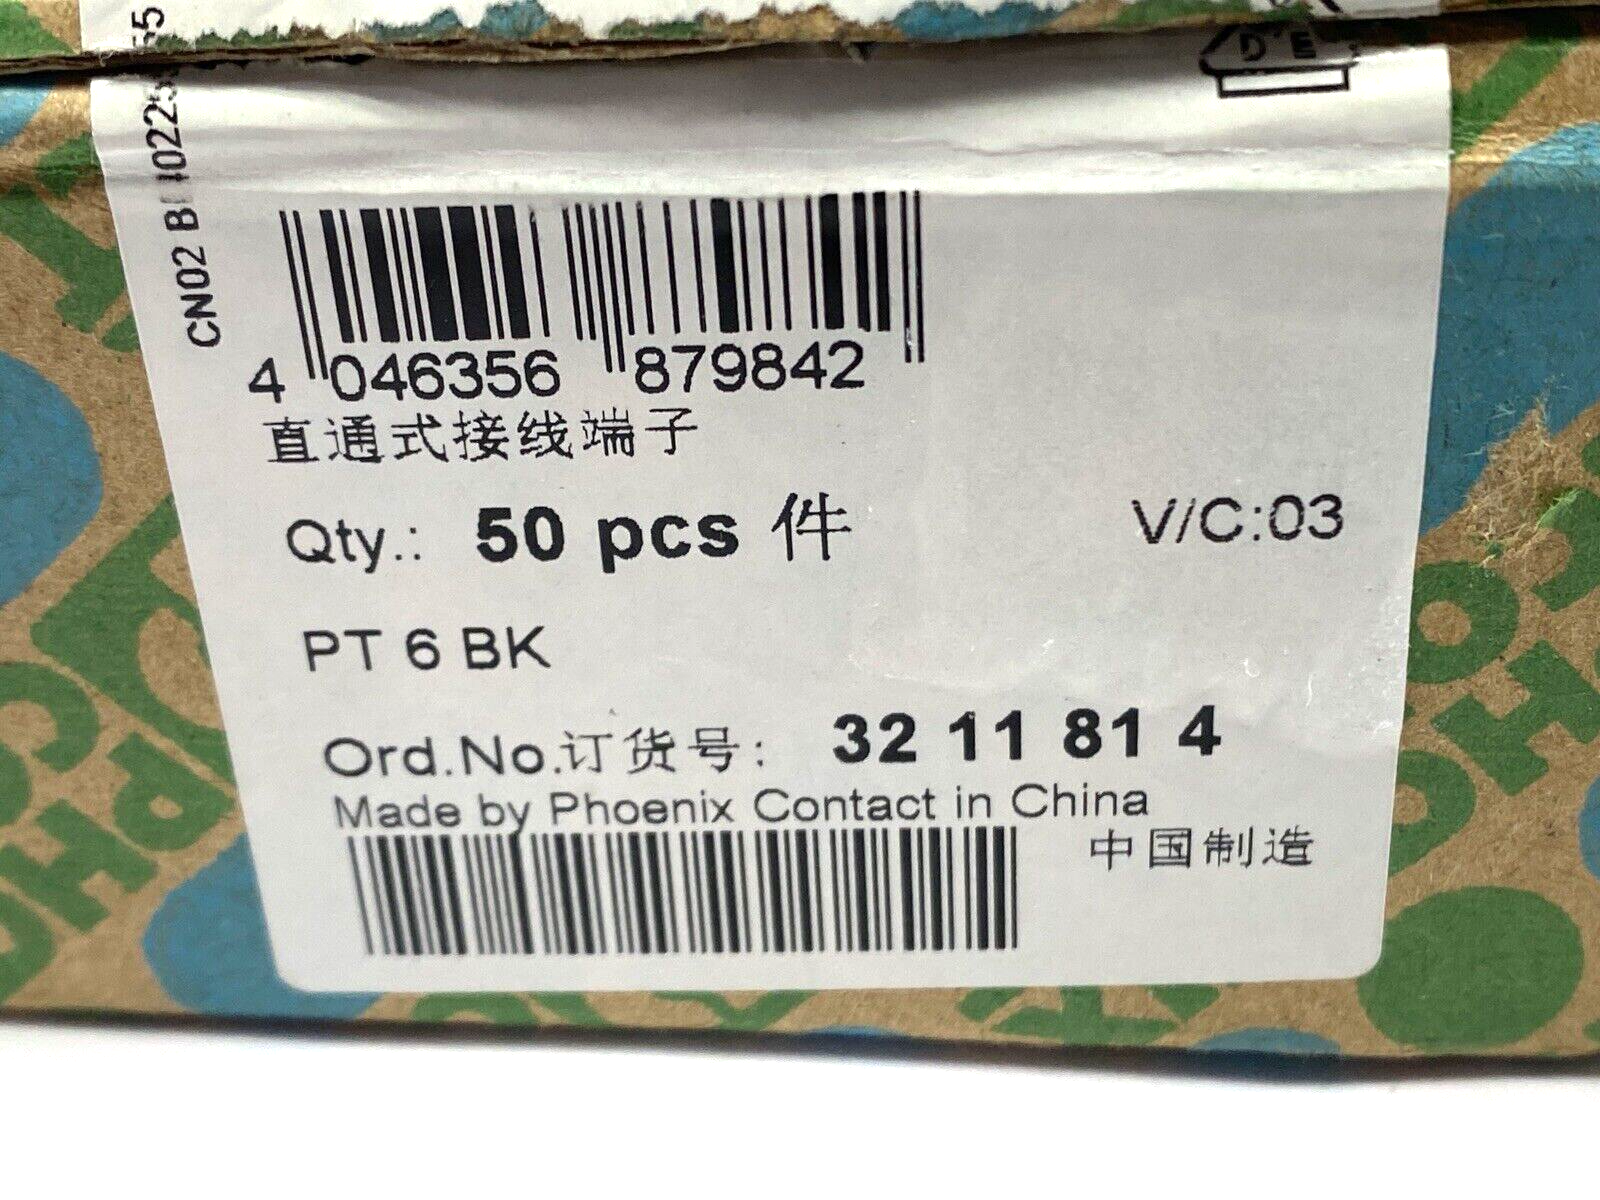 4 046356 879842
直通式接线端子
Qty.: 50 pcs 件
V/C:03
PT 6 BK
Ord.No.订货号: 32 11 81 4
Made by Phoenix Contact in China
中国制造
CN02